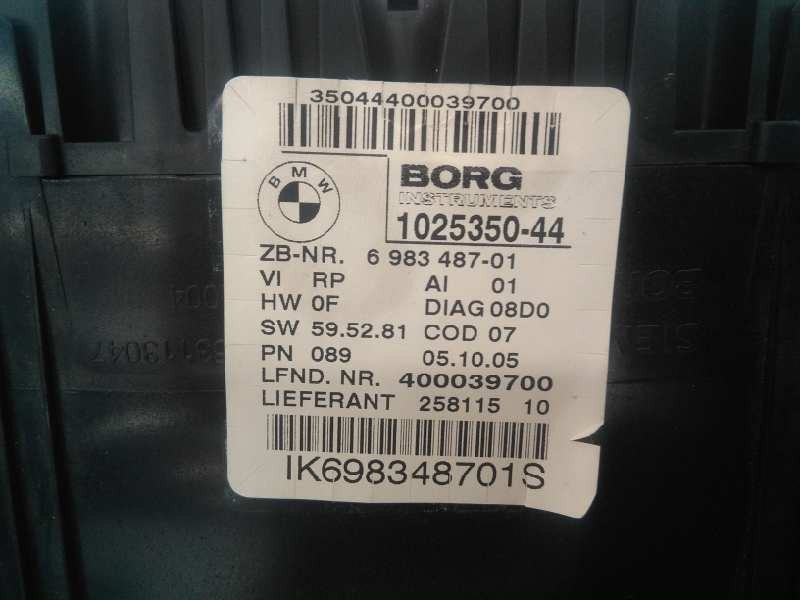 35044400039700
BMW
BORG
INSTRUMENTS
1025350-44
ZB-NR. 6 983 487-01
VI RP AI 01
HW 0F DIAG 08D0
SW 59.52.81 COD 07
PN 089 05.10.05
LFND. NR. 400039700
LIEFERANT 258115 10
IK698348701S